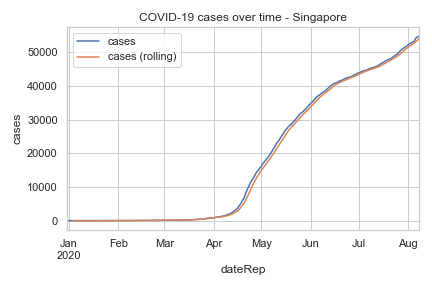 COVID-19 cases over time - Singapore
cases
cases (rolling)
50000
40000
30000
20000
10000
0
cases
Jan Feb Mar Apr May Jun Jul Aug
2020
dateRep